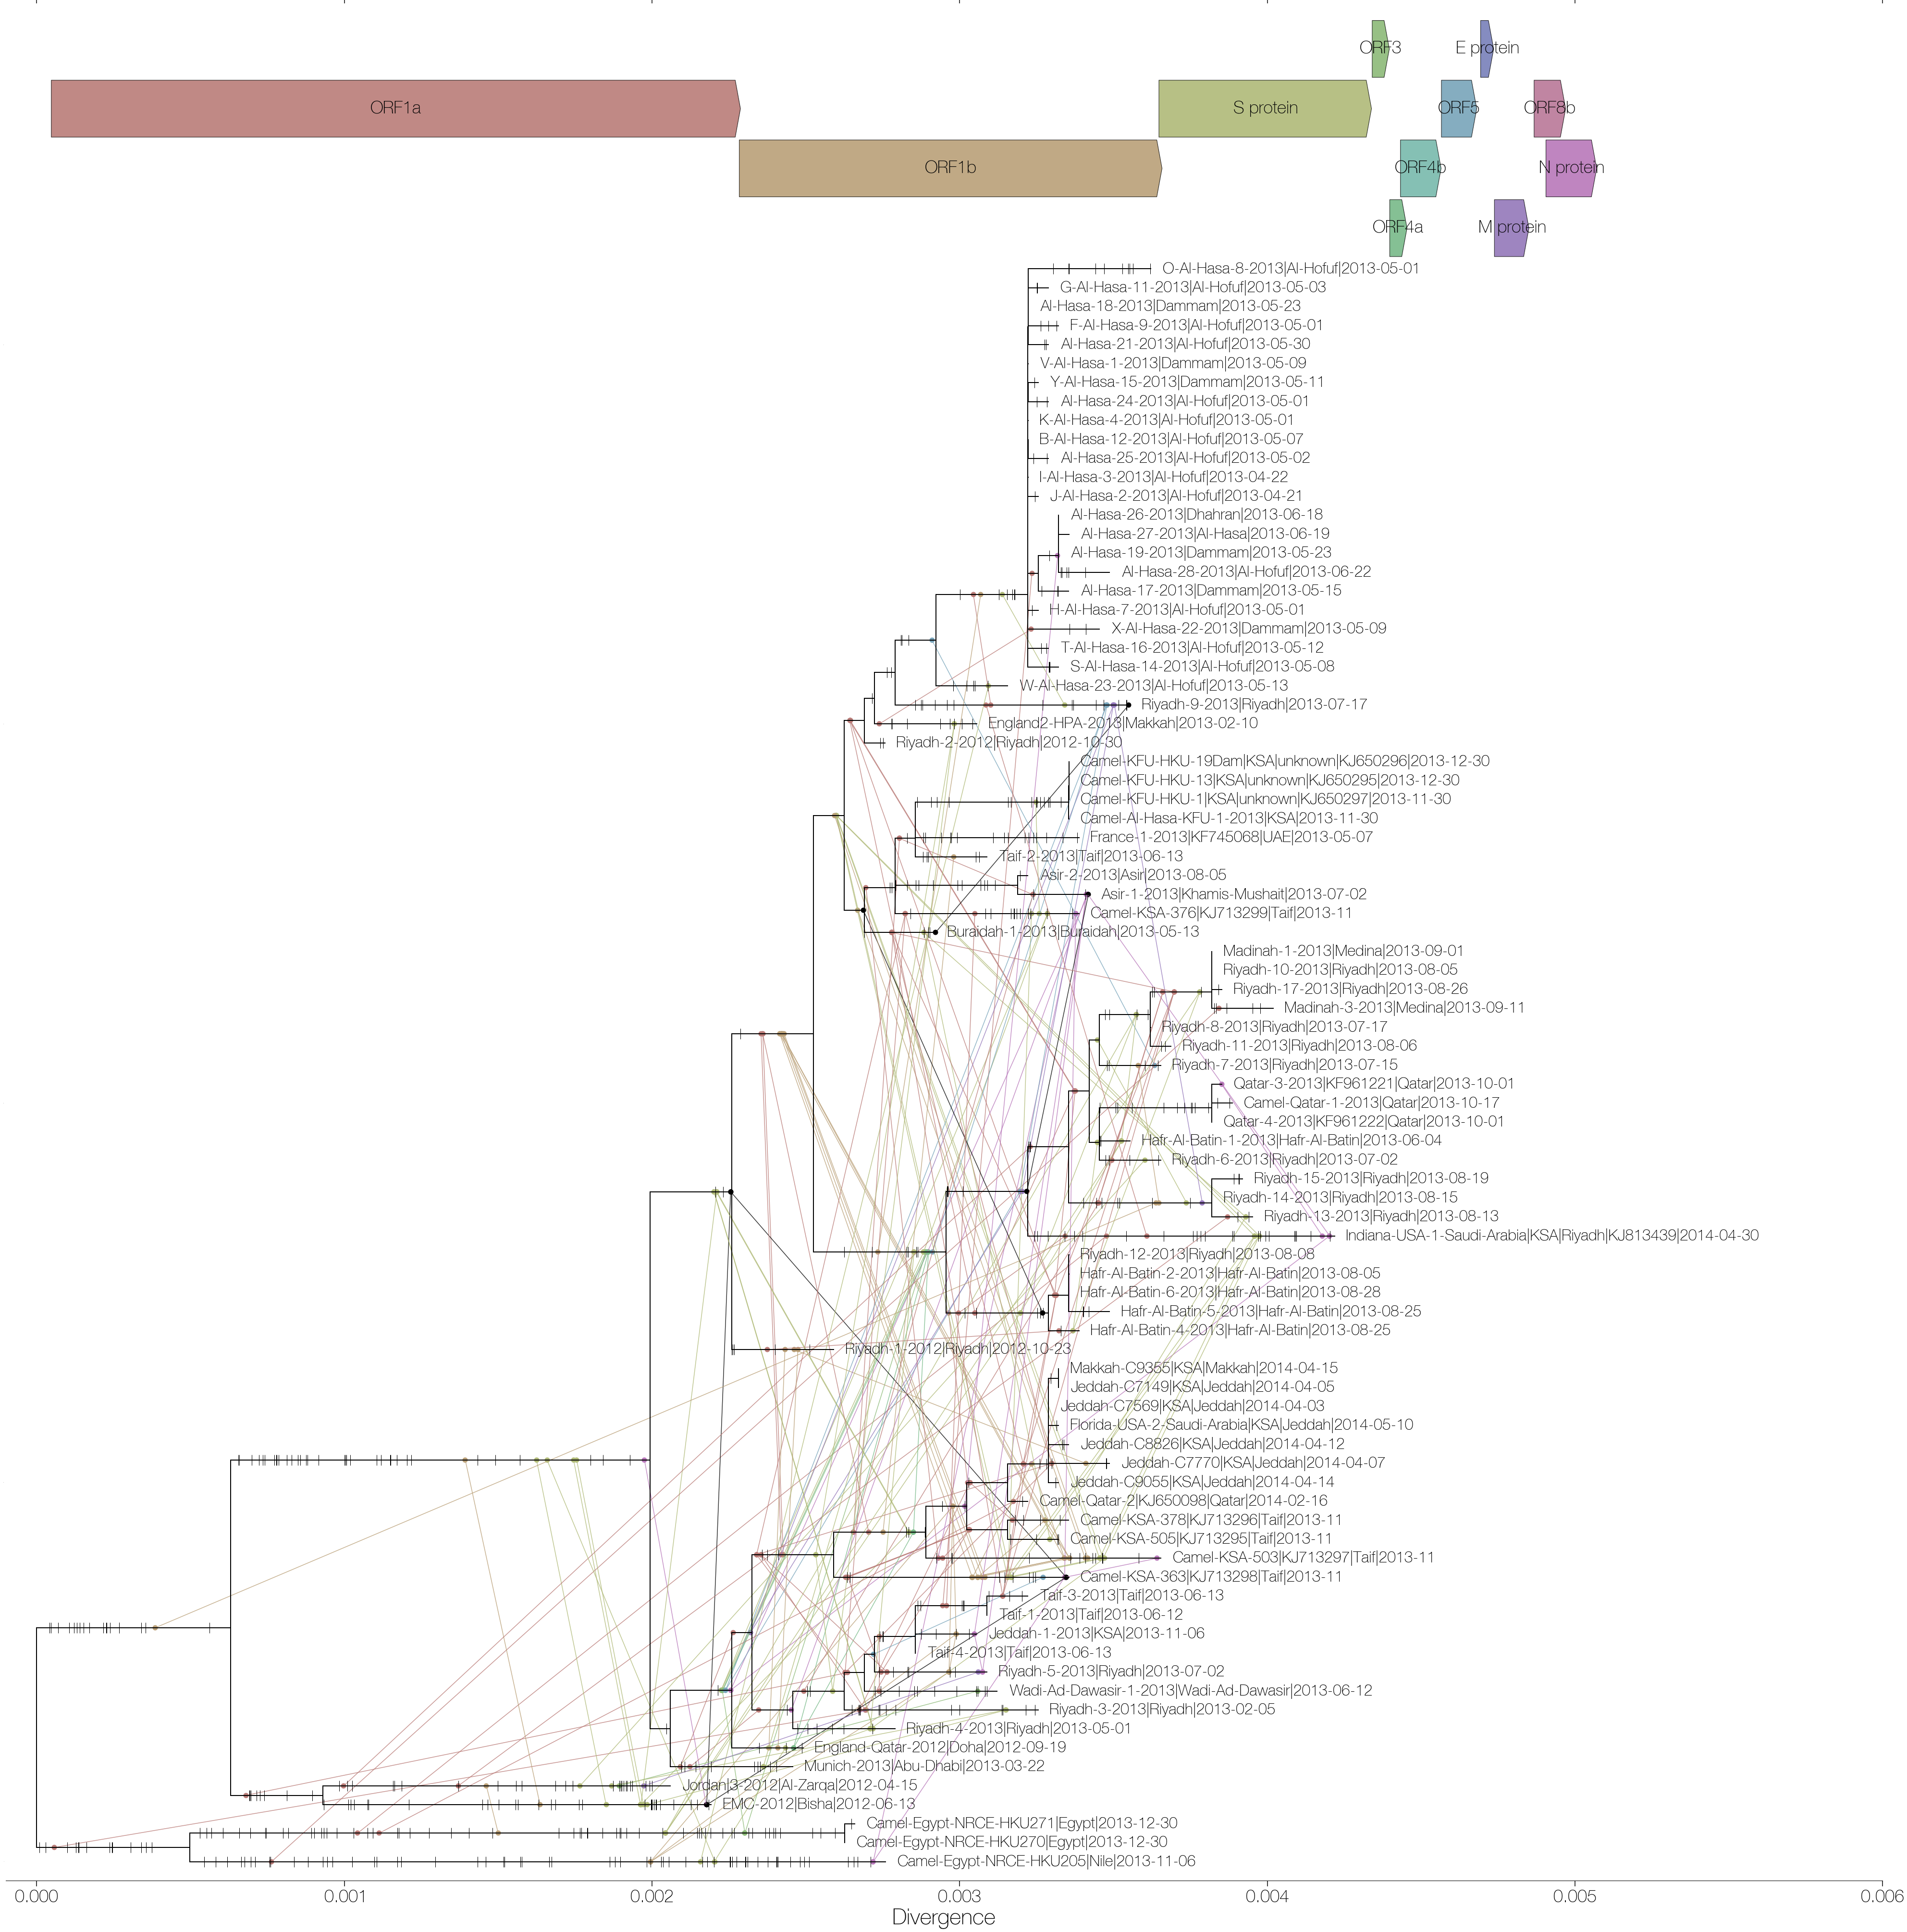 ORF3
E protein
ORF1a
S protein
ORF5
ORF8b
ORF1b
ORF4b
N protein
ORF4a
M protein
O-Al-Hasa-8-2013|Al-Hofuf|2013-05-01
G-Al-Hasa-11-2013|Al-Hofuf|2013-05-03
Al-Hasa-18-2013|Dammam|2013-05-23
F-Al-Hasa-9-2013|Al-Hofuf|2013-05-01
Al-Hasa-21-2013|Al-Hofuf|2013-05-30
V-Al-Hasa-1-2013|Dammam|2013-05-09
Y-Al-Hasa-15-2013|Dammam|2013-05-11
Al-Hasa-24-2013|Al-Hofuf|2013-05-01
K-Al-Hasa-4-2013|Al-Hofuf|2013-05-01
B-Al-Hasa-12-2013|Al-Hofuf|2013-05-07
Al-Hasa-25-2013|Al-Hofuf|2013-05-02
I-Al-Hasa-3-2013|Al-Hofuf|2013-04-22
J-Al-Hasa-2-2013|Al-Hofuf|2013-04-21
Al-Hasa-26-2013|Dhahran|2013-06-18
Al-Hasa-27-2013|Al-Hasa|2013-06-19
Al-Hasa-19-2013|Dammam|2013-05-23
Al-Hasa-28-2013|Al-Hofuf|2013-06-22
Al-Hasa-17-2013|Dammam|2013-05-15
H-Al-Hasa-7-2013|Al-Hofuf|2013-05-01
X-Al-Hasa-22-2013|Dammam|2013-05-09
T-Al-Hasa-16-2013|Al-Hofuf|2013-05-12
S-Al-Hasa-14-2013|Al-Hofuf|2013-05-08
W-Al-Hasa-23-2013|Al-Hofuf|2013-05-13
Riyadh-9-2013|Riyadh|2013-07-17
England2-HPA-2013|Makkah|2013-02-10
Riyadh-2-2012|Riyadh|2012-10-30
Camel-KFU-HKU-19Dam|KSA|unknown|KJ650296|2013-12-30
Camel-KFU-HKU-13|KSA|unknown|KJ650295|2013-12-30
Camel-KFU-HKU-1|KSA|unknown|KJ650297|2013-11-30
Camel-Al-Hasa-KFU-1-2013|KSA|2013-11-30
France-1-2013|KF745068|UAE|2013-05-07
Taif-2-2013|Taif|2013-06-13
Asir-2-2013|Asir|2013-08-05
Asir-1-2013|Khamis-Mushait|2013-07-02
Camel-KSA-376|KJ713299|Taif|2013-11
Buraidah-1-2013|Buraidah|2013-05-13
Madinah-1-2013|Medina|2013-09-01
Riyadh-10-2013|Riyadh|2013-08-05
Riyadh-17-2013|Riyadh|2013-08-26
Madinah-3-2013|Medina|2013-09-11
Riyadh-8-2013|Riyadh|2013-07-17
Riyadh-11-2013|Riyadh|2013-08-06
Riyadh-7-2013|Riyadh|2013-07-15
Qatar-3-2013|KF961221|Qatar|2013-10-01
Camel-Qatar-1-2013|Qatar|2013-10-17
Qatar-4-2013|KF961222|Qatar|2013-10-01
Hafr-Al-Batin-1-2013|Hafr-Al-Batin|2013-06-04
Riyadh-6-2013|Riyadh|2013-07-02
Riyadh-15-2013|Riyadh|2013-08-19
Riyadh-14-2013|Riyadh|2013-08-15
Riyadh-13-2013|Riyadh|2013-08-13
Indiana-USA-1-Saudi-Arabia|KSA|Riyadh|KJ813439|2014-04-30
Riyadh-12-2013|Riyadh|2013-08-08
Hafr-Al-Batin-2-2013|Hafr-Al-Batin|2013-08-05
Hafr-Al-Batin-6-2013|Hafr-Al-Batin|2013-08-28
Hafr-Al-Batin-5-2013|Hafr-Al-Batin|2013-08-25
Hafr-Al-Batin-4-2013|Hafr-Al-Batin|2013-08-25
Riyadh-1-2012|Riyadh|2012-10-23
Makkah-C9355|KSA|Makkah|2014-04-15
Jeddah-C7149|KSA|Jeddah|2014-04-05
Jeddah-C7569|KSA|Jeddah|2014-04-03
Florida-USA-2-Saudi-Arabia|KSA|Jeddah|2014-05-10
Jeddah-C8826|KSA|Jeddah|2014-04-12
Jeddah-C7770|KSA|Jeddah|2014-04-07
Jeddah-C9055|KSA|Jeddah|2014-04-14
Camel-Qatar-2|KJ650098|Qatar|2014-02-16
Camel-KSA-378|KJ713296|Taif|2013-11
Camel-KSA-505|KJ713295|Taif|2013-11
Camel-KSA-503|KJ713297|Taif|2013-11
Camel-KSA-363|KJ713298|Taif|2013-11
Taif-3-2013|Taif|2013-06-13
Taif-1-2013|Taif|2013-06-12
Jeddah-1-2013|KSA|2013-11-06
Taif-4-2013|Taif|2013-06-13
Riyadh-5-2013|Riyadh|2013-07-02
Wadi-Ad-Dawasir-1-2013|Wadi-Ad-Dawasir|2013-06-12
Riyadh-3-2013|Riyadh|2013-02-05
Riyadh-4-2013|Riyadh|2013-05-01
England-Qatar-2012|Doha|2012-09-19
Munich-2013|Abu-Dhabi|2013-03-22
Jordan|3-2012|Al-Zarqa|2012-04-15
EMC-2012|Bisha|2012-06-13
Camel-Egypt-NRCE-HKU271|Egypt|2013-12-30
Camel-Egypt-NRCE-HKU270|Egypt|2013-12-30
Camel-Egypt-NRCE-HKU205|Nile|2013-11-06
0.000 0.001 0.002 0.003 0.004 0.005 0.006
Divergence